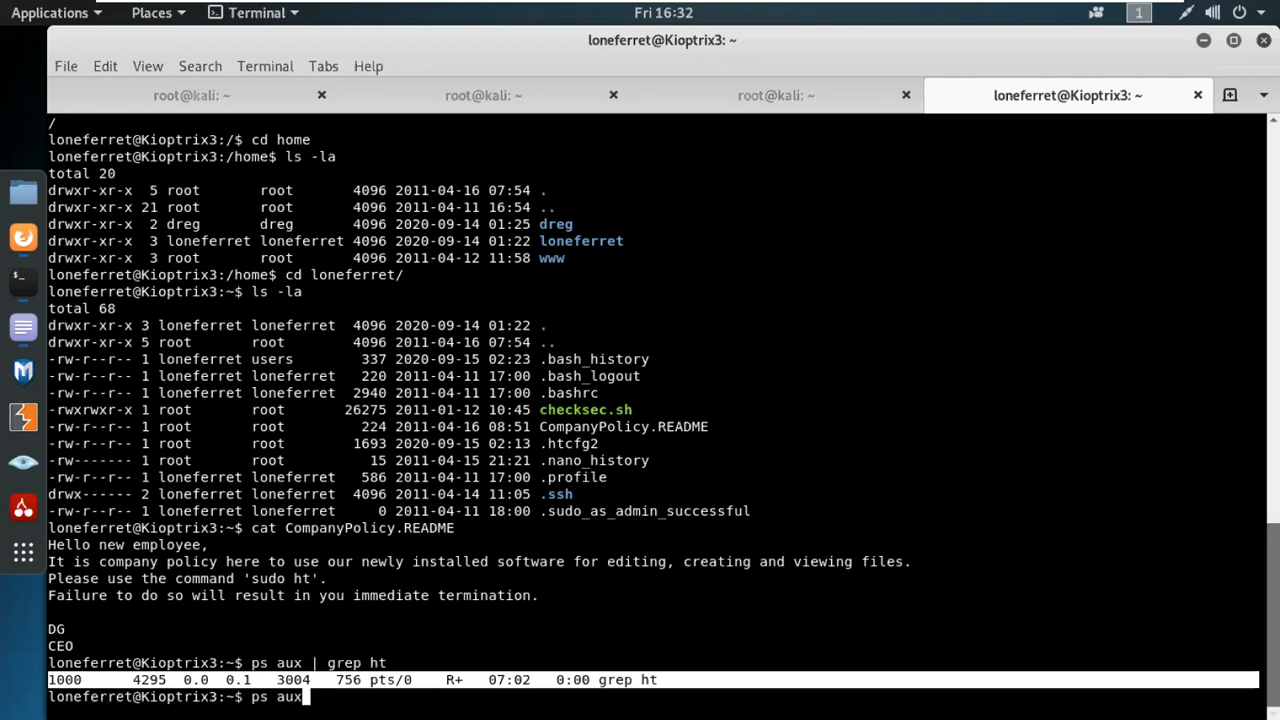 Applications Places Terminal Fri 16:32 1
loneferret@Kioptrix3: ~
File Edit View Search Terminal Tabs Help
root@kali: ~ root@kali: ~ root@kali: ~ loneferret@Kioptrix3: ~
/
loneferret@Kioptrix3:/$ cd home
loneferret@Kioptrix3:/home$ ls -la
total 20
drwxr-xr-x  5 root       root       4096 2011-04-16 07:54 .
drwxr-xr-x 21 root       root       4096 2011-04-11 16:54 ..
drwxr-xr-x  2 dreg       dreg       4096 2020-09-14 01:25 dreg
drwxr-xr-x  3 loneferret loneferret 4096 2020-09-14 01:22 loneferret
drwxr-xr-x  3 root       root       4096 2011-04-12 11:58 www
loneferret@Kioptrix3:/home$ cd loneferret/
loneferret@Kioptrix3:~$ ls -la
total 68
drwxr-xr-x 3 loneferret loneferret  4096 2020-09-14 01:22 .
drwxr-xr-x 5 root       root        4096 2011-04-16 07:54 ..
-rw-r--r-- 1 loneferret users        337 2020-09-15 02:23 .bash_history
-rw-r--r-- 1 loneferret loneferret   220 2011-04-11 17:00 .bash_logout
-rw-r--r-- 1 loneferret loneferret  2940 2011-04-11 17:00 .bashrc
-rwxrwxr-x 1 root       root       26275 2011-01-12 10:45 checksec.sh
-rw-r--r-- 1 root       root         224 2011-04-16 08:51 CompanyPolicy.README
-rw-r--r-- 1 root       root        1693 2020-09-15 02:13 .htcfg2
-rw------- 1 root       root          15 2011-04-15 21:21 .nano_history
-rw-r--r-- 1 loneferret loneferret   586 2011-04-11 17:00 .profile
drwx------ 2 loneferret loneferret  4096 2011-04-14 11:05 .ssh
-rw-r--r-- 1 loneferret loneferret     0 2011-04-11 18:00 .sudo_as_admin_successful
loneferret@Kioptrix3:~$ cat CompanyPolicy.README
Hello new employee,
It is company policy here to use our newly installed software for editing, creating and viewing files.
Please use the command 'sudo ht'.
Failure to do so will result in you immediate termination.
DG
CEO
loneferret@Kioptrix3:~$ ps aux | grep ht
1000      4295  0.0  0.1   3004   756 pts/0    R+   07:02   0:00 grep ht
loneferret@Kioptrix3:~$ ps aux